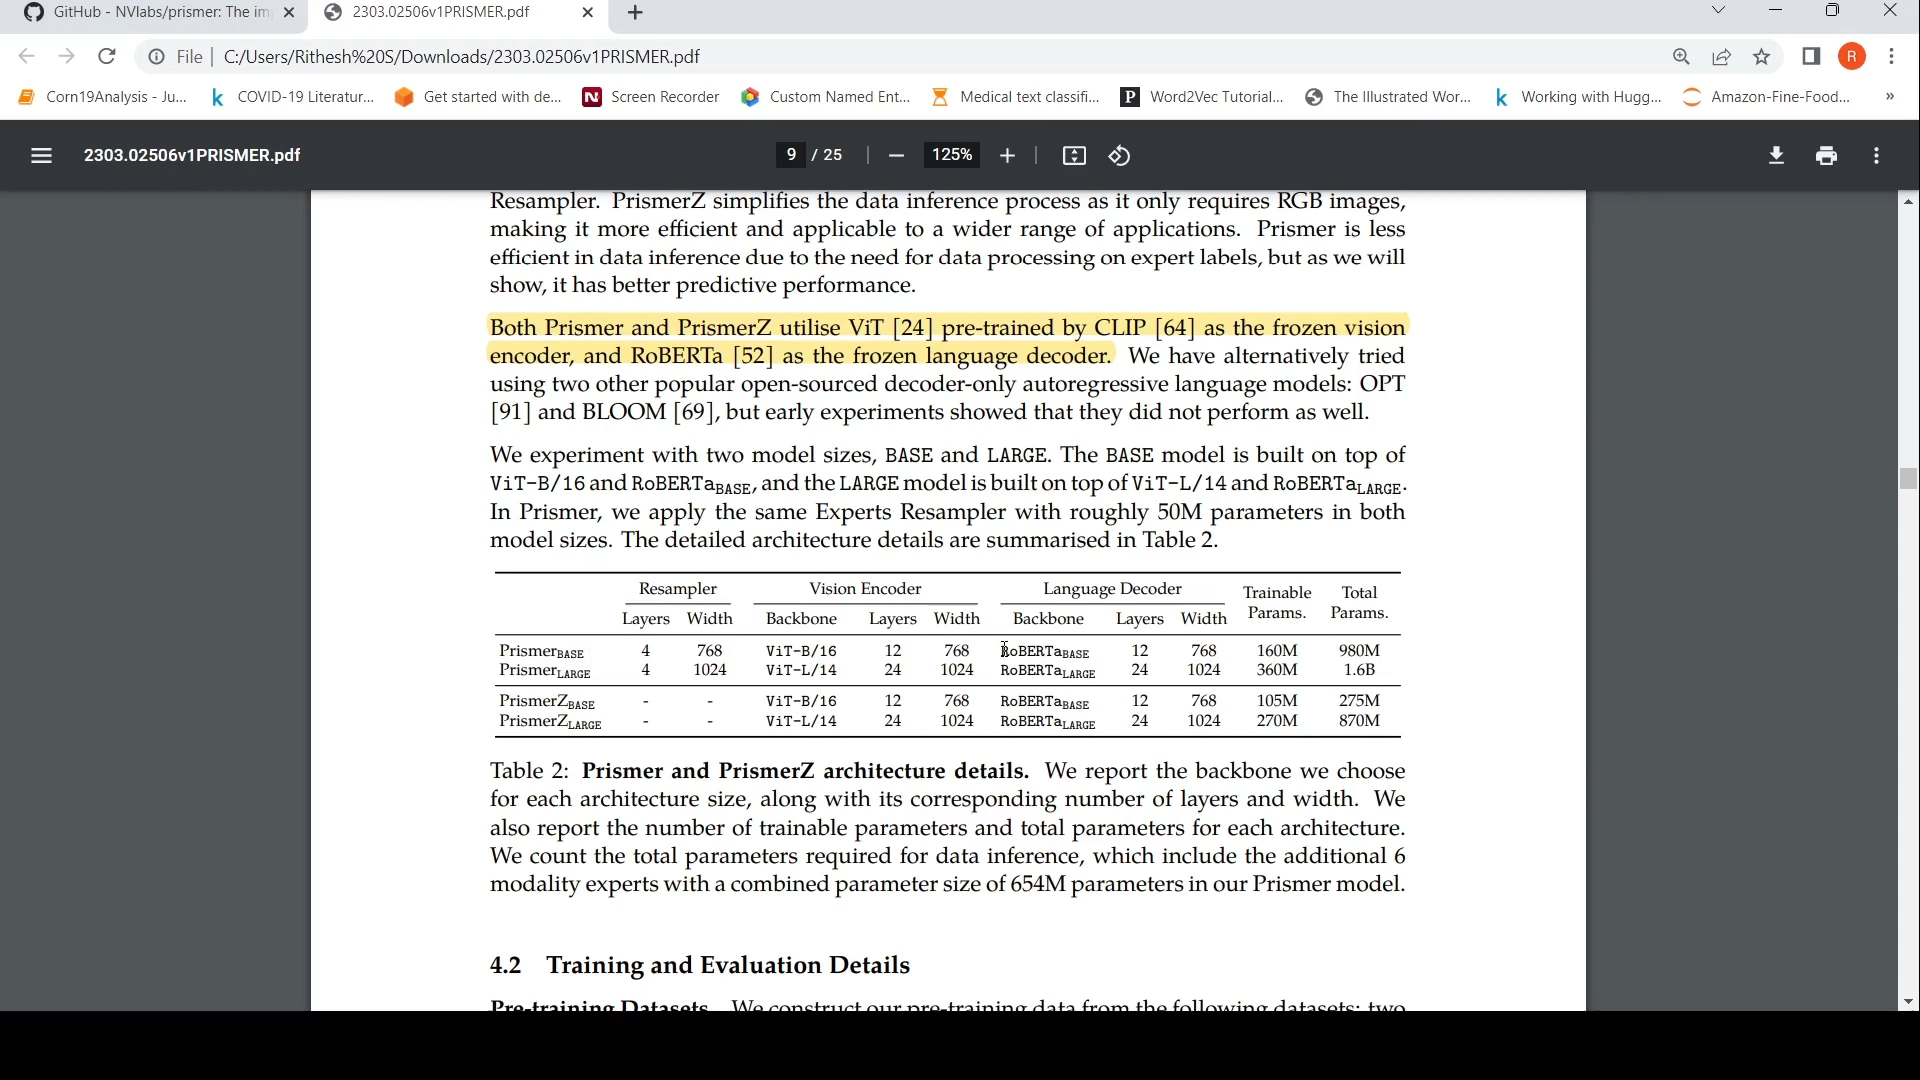 GitHub - NVlabs/prismer: The im
2303.02506v1PRISMER.pdf
File | C:/Users/Rithesh%20S/Downloads/2303.02506v1PRISMER.pdf
R
Corn19Analysis - Ju... COVID-19 Literatur... Get started with de... Screen Recorder Custom Named Ent... Medical text classifi... Word2Vec Tutorial... The Illustrated Wor... Working with Hugg... Amazon-Fine-Food... »
2303.02506v1PRISMER.pdf 9 / 25 125%
Resampler. PrismerZ simplifies the data inference process as it only requires RGB images,
making it more efficient and applicable to a wider range of applications. Prismer is less
efficient in data inference due to the need for data processing on expert labels, but as we will
show, it has better predictive performance.
Both Prismer and PrismerZ utilise ViT [24] pre-trained by CLIP [64] as the frozen vision
encoder, and RoBERTa [52] as the frozen language decoder. We have alternatively tried
using two other popular open-sourced decoder-only autoregressive language models: OPT
[91] and BLOOM [69], but early experiments showed that they did not perform as well.
We experiment with two model sizes, BASE and LARGE. The BASE model is built on top of
ViT-B/16 and RoBERTaBASE, and the LARGE model is built on top of ViT-L/14 and RoBERTaLARGE.
In Prismer, we apply the same Experts Resampler with roughly 50M parameters in both
model sizes. The detailed architecture details are summarised in Table 2.
Resampler Vision Encoder Language Decoder Trainable Params. Total Params.
Layers Width Backbone Layers Width Backbone Layers Width
PrismerBASE 4 768 ViT-B/16 12 768 RoBERTaBASE 12 768 160M 980M
PrismerLARGE 4 1024 ViT-L/14 24 1024 RoBERTaLARGE 24 1024 360M 1.6B
PrismerZBASE - - ViT-B/16 12 768 RoBERTaBASE 12 768 105M 275M
PrismerZLARGE - - ViT-L/14 24 1024 RoBERTaLARGE 24 1024 270M 870M
Table 2: Prismer and PrismerZ architecture details. We report the backbone we choose
for each architecture size, along with its corresponding number of layers and width. We
also report the number of trainable parameters and total parameters for each architecture.
We count the total parameters required for data inference, which include the additional 6
modality experts with a combined parameter size of 654M parameters in our Prismer model.
4.2 Training and Evaluation Details
Pre-training Datasets We construct our pre-training data from the following datasets: two